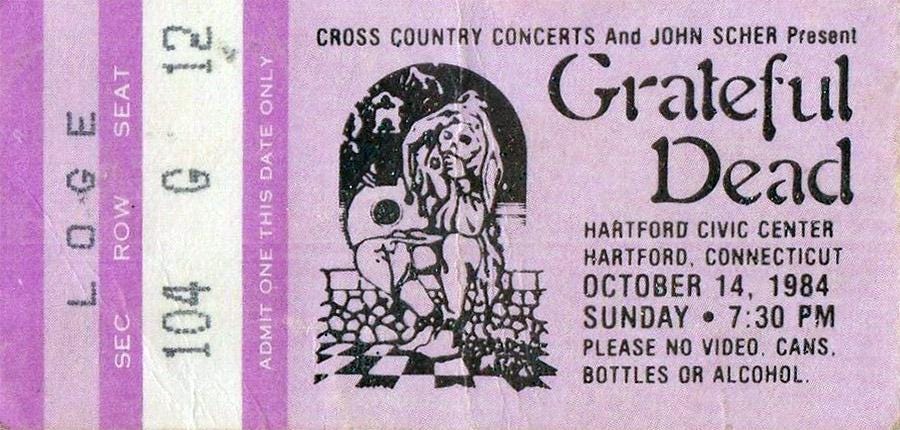 LOGE
SEC ROW SEAT
104 G 12
ADMIT ONE THIS DATE ONLY
CROSS COUNTRY CONCERTS And JOHN SCHER Present
Grateful
Dead
HARTFORD CIVIC CENTER
HARTFORD, CONNECTICUT
OCTOBER 14, 1984
SUNDAY • 7:30 PM
PLEASE NO VIDEO, CANS,
BOTTLES OR ALCOHOL.